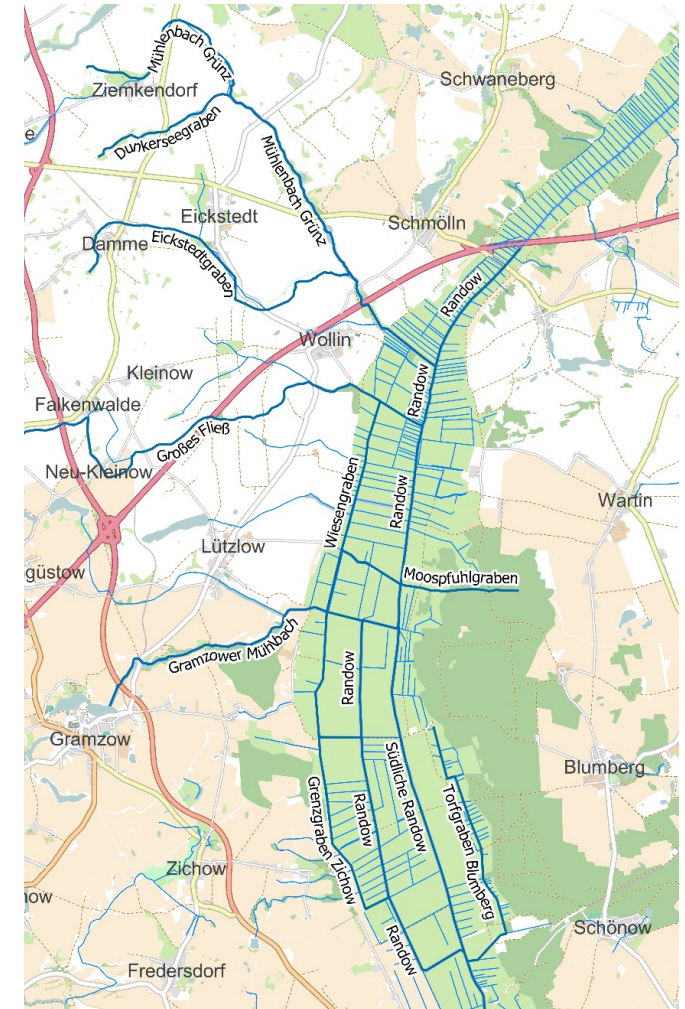 Mühlenbach Grünz
Schwaneberg
Ziemkendorf
Dunkerseegraben
e
Mühlenbach Grünz
Eickstedt
Schmölln
Damme
Eickstedtgraben
Randow
Wollin
Kleinow
Randow
Falkenwalde
Großes Fließ
Neu-Kleinow
Wiesengraben
Randow
Wartin
Lützlow
güstow
Moospfuhlgraben
Gramzower Mühlbach
Randow
Gramzow
Südliche Randow
Blumberg
Grenzgraben Zichow
Randow
Torfgraben Blumberg
Zichow
now
Schönow
Randow
Fredersdorf